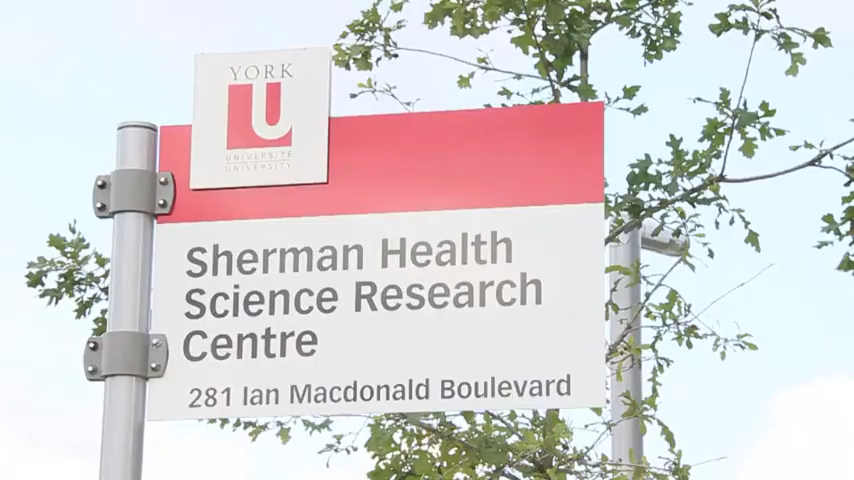 YORK
U
UNIVERSITÉ
UNIVERSITY
Sherman Health
Science Research
Centre
281 Ian Macdonald Boulevard